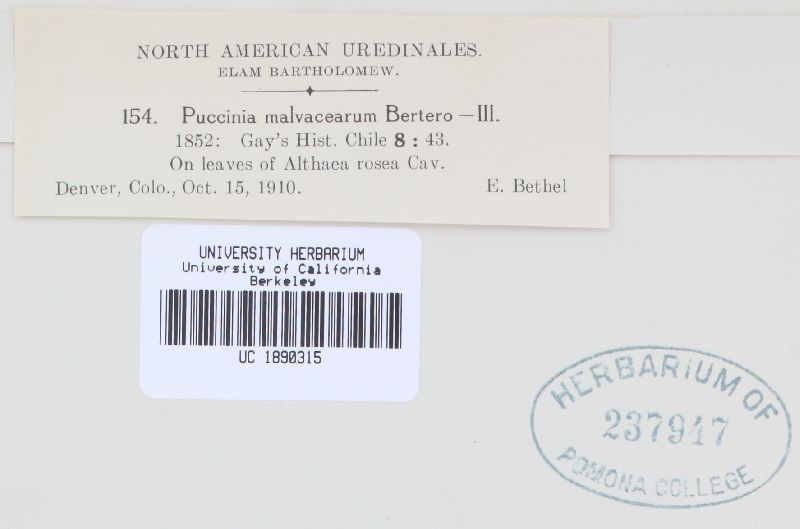 NORTH AMERICAN UREDINALES.
ELAM BARTHOLOMEW.
154. Puccinia malvacearum Bertero — III.
1852: Gay's Hist. Chile 8 : 43.
On leaves of Althaea rosea Cav.
Denver, Colo., Oct. 15, 1910. E. Bethel
UNIVERSITY HERBARIUM
University of California
Berkeley
UC 1890315
HERBARIUM OF
237947
POMONA COLLEGE